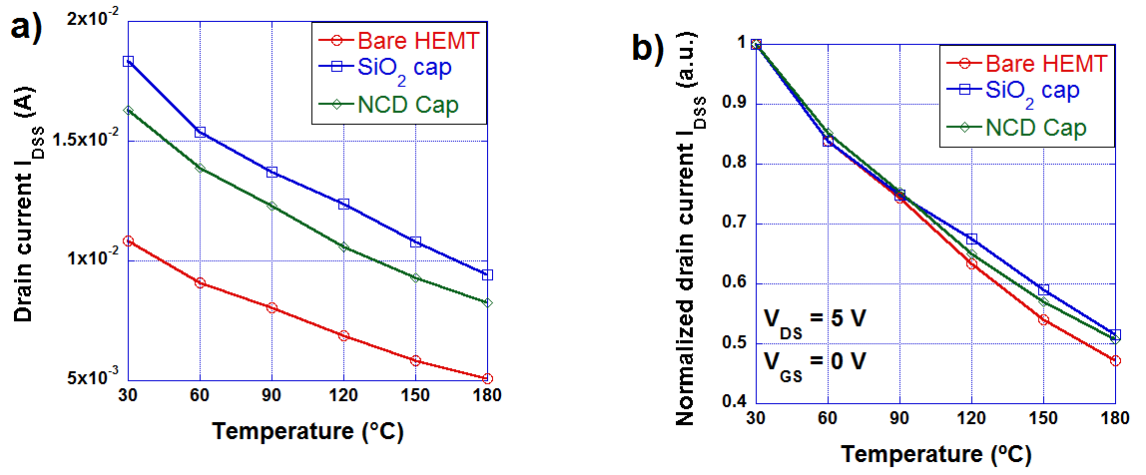 a)
2x10⁻²
1.5x10⁻²
1x10⁻²
5x10⁻³
Drain current I_DSS (A)
Bare HEMT
SiO₂ cap
NCD Cap
30 60 90 120 150 180
Temperature (°C)
b)
1
0.9
0.8
0.7
0.6
0.5
0.4
Normalized drain current I_DSS (a.u.)
Bare HEMT
SiO₂ cap
NCD Cap
V_DS = 5 V
V_GS = 0 V
30 60 90 120 150 180
Temperature (ºC)